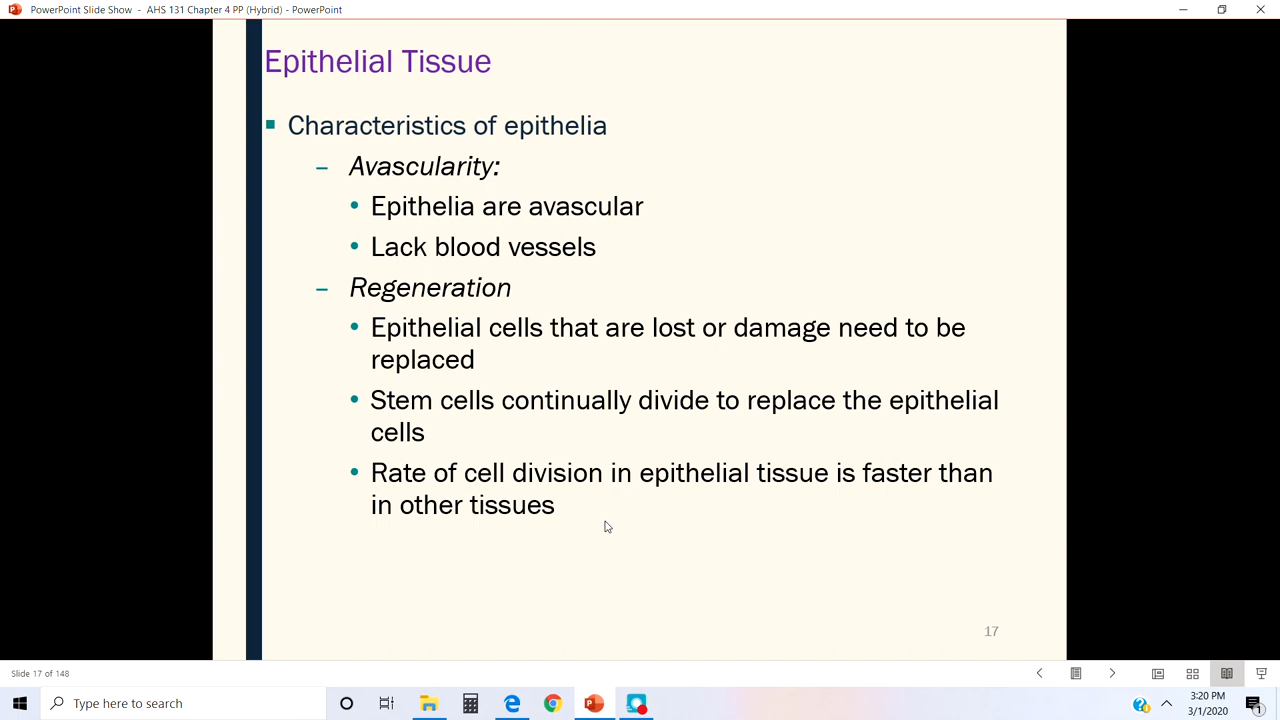 PowerPoint Slide Show - AHS 131 Chapter 4 PP (Hybrid) - PowerPoint
Epithelial Tissue
Characteristics of epithelia
– Avascularity:
• Epithelia are avascular
• Lack blood vessels
– Regeneration
• Epithelial cells that are lost or damage need to be
replaced
• Stem cells continually divide to replace the epithelial
cells
• Rate of cell division in epithelial tissue is faster than
in other tissues
17
Slide 17 of 148
Type here to search
3:20 PM
3/1/2020
1